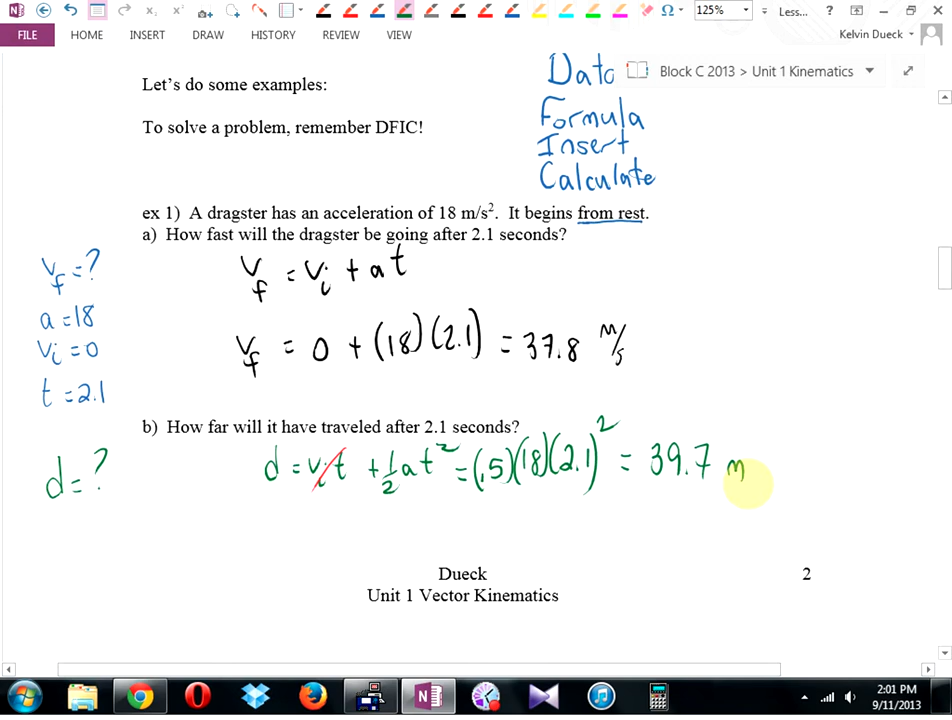 125%
Less...
FILE HOME INSERT DRAW HISTORY REVIEW VIEW
Kelvin Dueck
Block C 2013 > Unit 1 Kinematics
Let's do some examples:
Data
To solve a problem, remember DFIC!
Formula
Insert
Calculate
ex 1) A dragster has an acceleration of 18 m/s². It begins from rest.
a) How fast will the dragster be going after 2.1 seconds?
vf = ?
vf = vi + at
a = 18
vi = 0
vf = 0 + (18)(2.1) = 37.8 m/s
t = 2.1
b) How far will it have traveled after 2.1 seconds?
d = ?
d = vit + 1/2 at² = (.5)(18)(2.1)² = 39.7 m
Dueck
2
Unit 1 Vector Kinematics
2:01 PM
9/11/2013